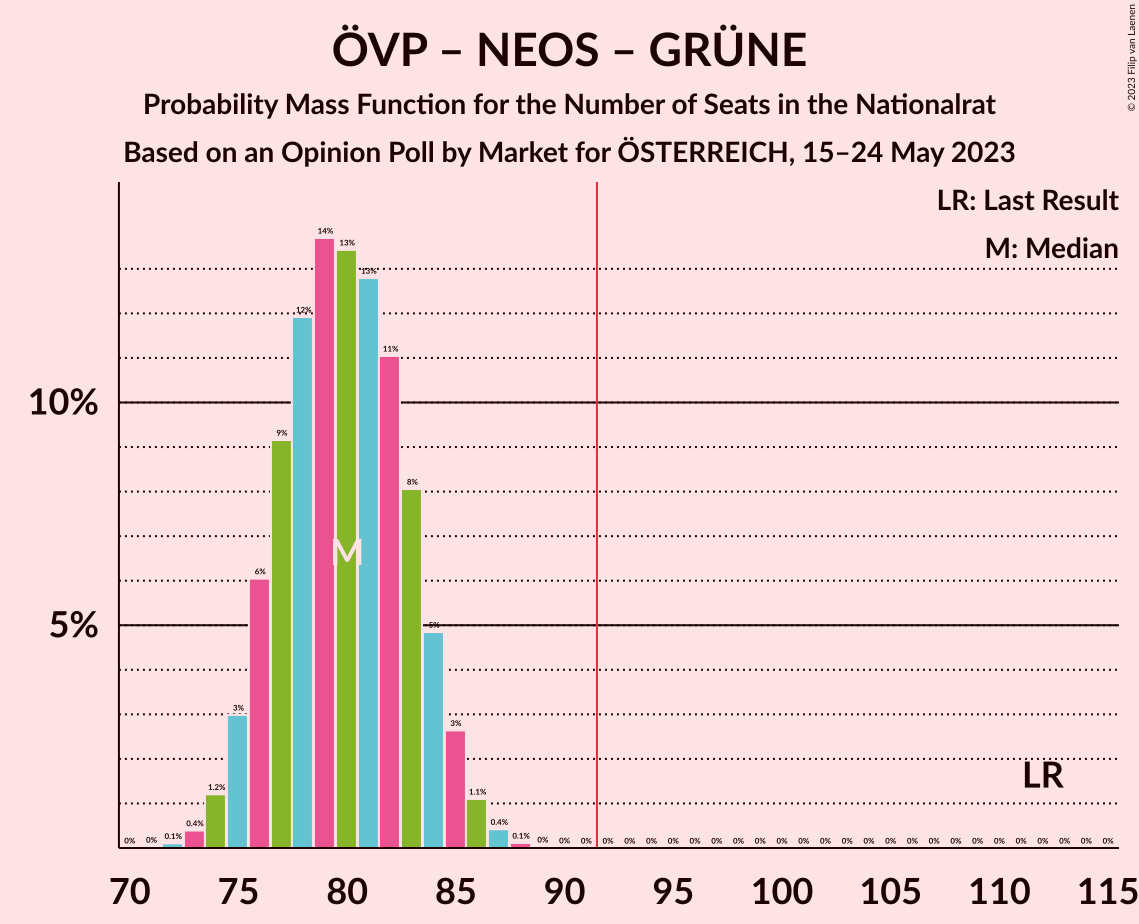 ÖVP – NEOS – GRÜNE
Probability Mass Function for the Number of Seats in the Nationalrat
Based on an Opinion Poll by Market for ÖSTERREICH, 15–24 May 2023
© 2023 Filip van Laenen
LR: Last Result
M: Median
10%
5%
0% 0% 0.1% 0.4% 1.2% 3% 6% 9% 12% 14% 13% 13% 11% 8% 5% 3% 1.1% 0.4% 0.1% 0% 0% 0% 0% 0% 0% 0% 0% 0% 0% 0% 0% 0% 0% 0% 0% 0% 0% 0% 0% 0% 0% 0% 0% 0% 0% 0%
M
LR
70 75 80 85 90 95 100 105 110 115